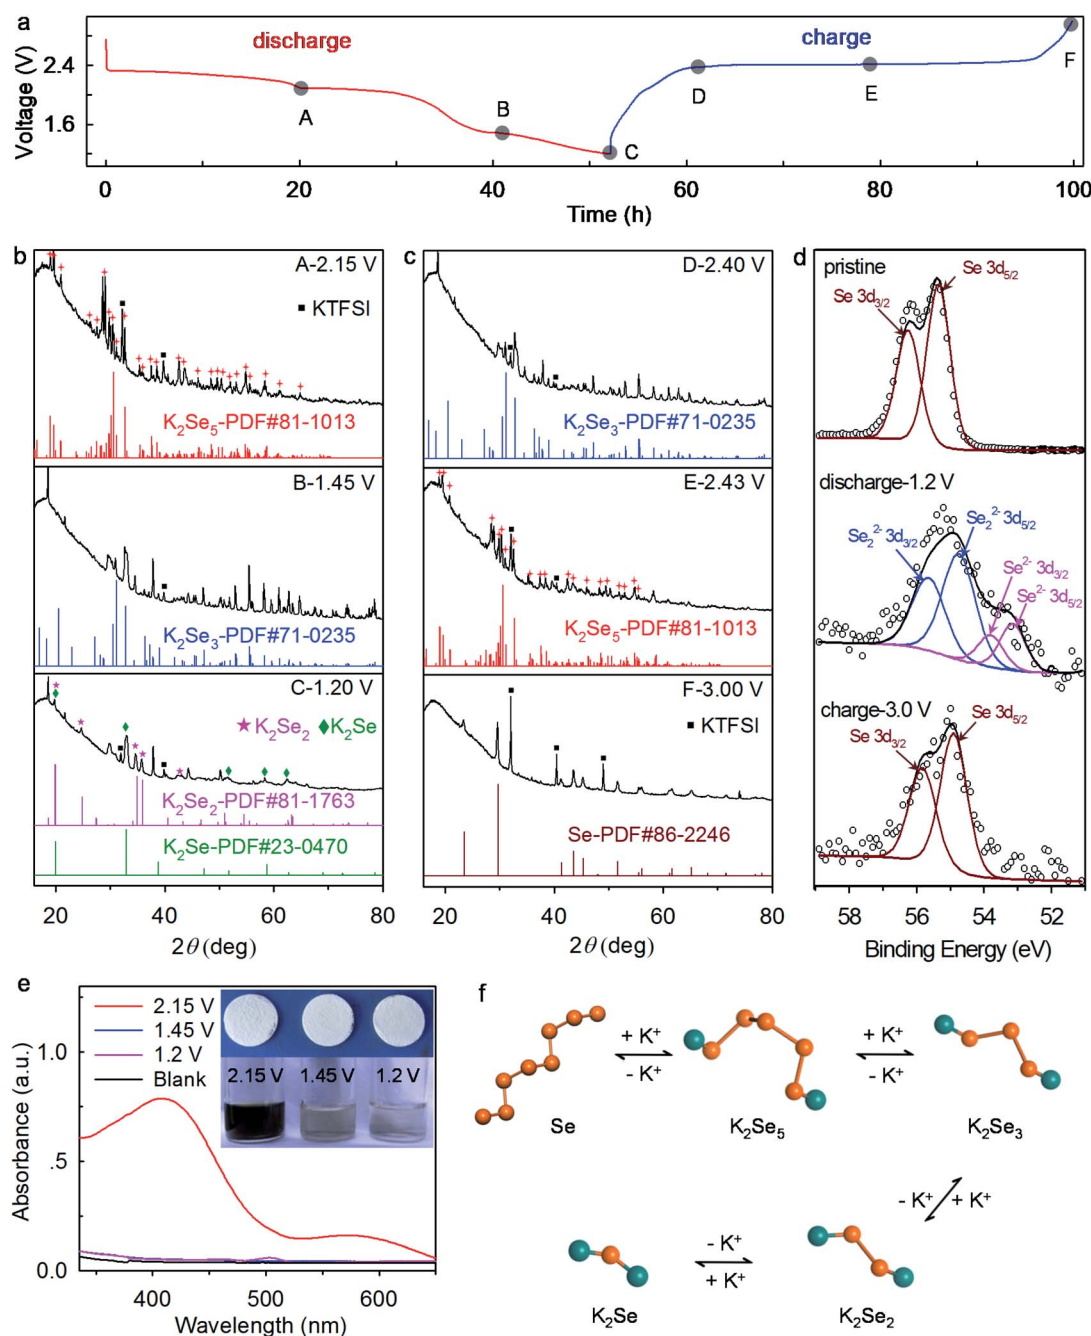 a
discharge
charge
Voltage (V)
2.4
1.6
A
B
C
D
E
F
0
20
40
60
80
100
Time (h)
b
A-2.15 V
■ KTFSI
K₂Se₅-PDF#81-1013
B-1.45 V
K₂Se₃-PDF#71-0235
C-1.20 V
★ K₂Se₂ ♦ K₂Se
K₂Se₂-PDF#81-1763
K₂Se-PDF#23-0470
20 40 60 80
2θ (deg)
c
D-2.40 V
K₂Se₃-PDF#71-0235
E-2.43 V
K₂Se₅-PDF#81-1013
F-3.00 V
■ KTFSI
Se-PDF#86-2246
20 40 60 80
2θ (deg)
d
pristine
Se 3d₅/₂
Se 3d₃/₂
discharge-1.2 V
Se₂²⁻ 3d₅/₂
Se₂²⁻ 3d₃/₂
Se²⁻ 3d₃/₂
Se²⁻ 3d₅/₂
charge-3.0 V
Se 3d₅/₂
Se 3d₃/₂
58 56 54 52
Binding Energy (eV)
e
2.15 V
1.45 V
1.2 V
Blank
2.15 V 1.45 V 1.2 V
Absorbance (a.u.)
1.0
.5
0.0
400 500 600
Wavelength (nm)
f
+ K⁺
- K⁺
+ K⁺
- K⁺
Se
K₂Se₅
K₂Se₃
- K⁺ + K⁺
- K⁺
+ K⁺
K₂Se
K₂Se₂